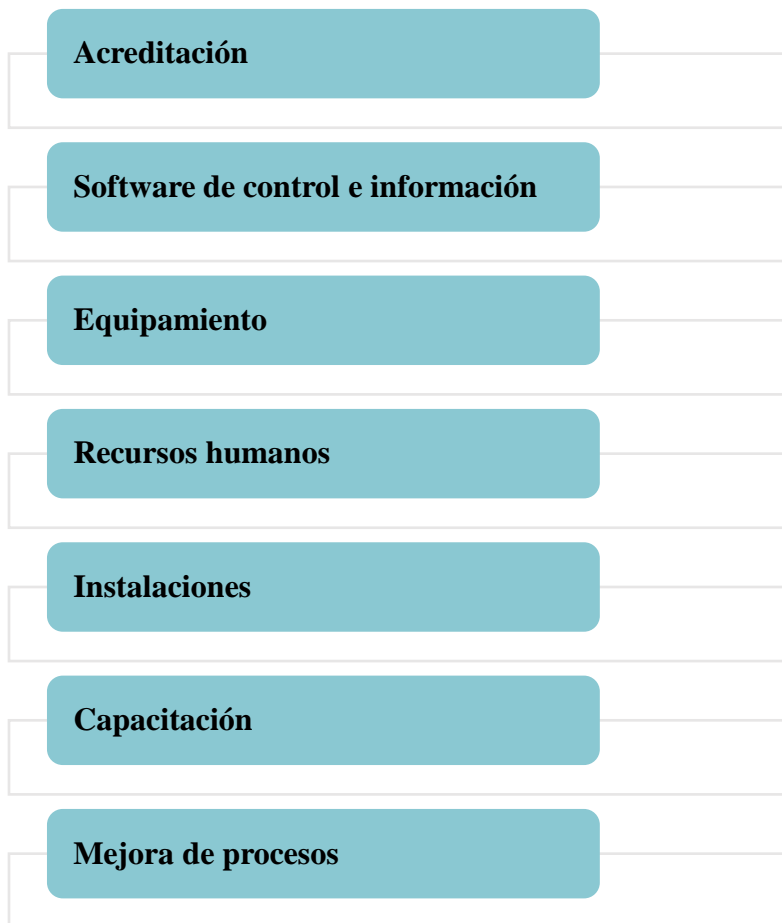 Acreditación
Software de control e información
Equipamiento
Recursos humanos
Instalaciones
Capacitación
Mejora de procesos